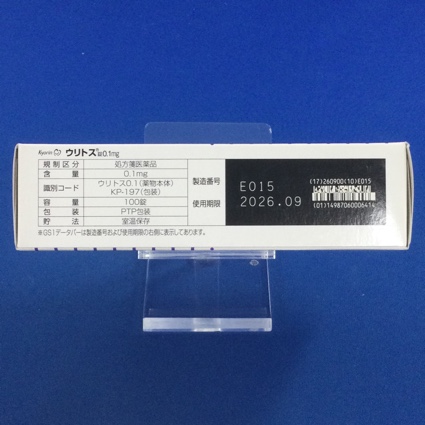 Kyorin ウリトス®錠0.1mg
規制区分 処方箋医薬品
含量 0.1mg
識別コード ウリトス0.1(薬物本体)
KP-197(包装)
容量 100錠
包装 PTP包装
貯法 室温保存
※GS1データバーは製造番号および使用期限の右側に表示してあります。
製造番号 E015
使用期限 2026.09
(17)260900(10)E015
(01)14987060006414